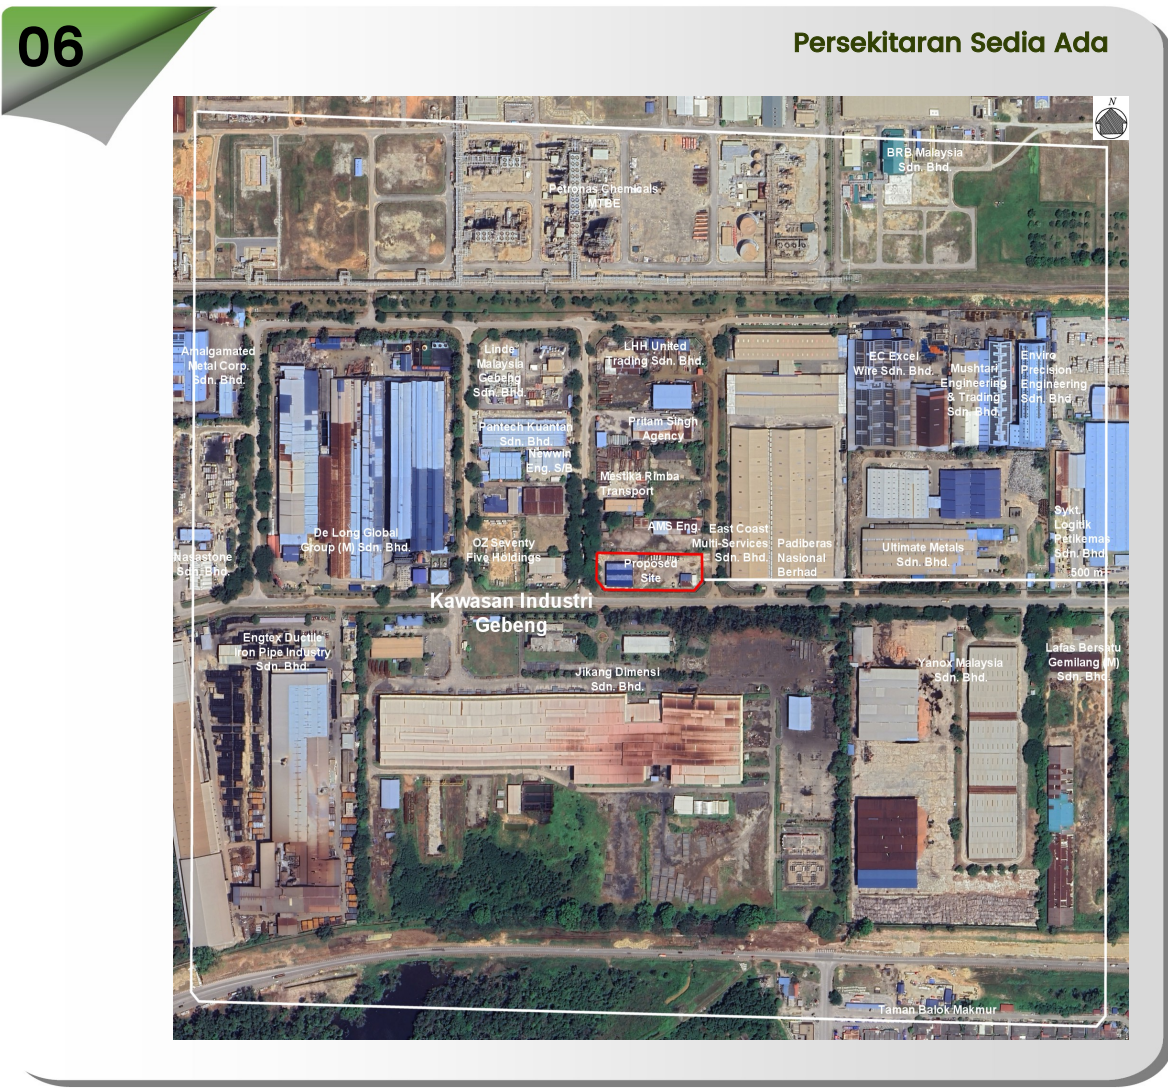 06
Persekitaran Sedia Ada
N
BRB Malaysia
Sdn. Bhd.
Petronas Chemicals
MTBE
Amalgamated
Metal Corp.
Sdn. Bhd.
Linde
Malaysia
Gebeng
Sdn. Bhd.
LHH United
Trading Sdn. Bhd.
EC Excel
Wire Sdn. Bhd.
Mushtari
Engineering
& Trading
Sdn. Bhd.
Enviro
Precision
Engineering
Sdn. Bhd.
Pantech Kuantan
Sdn. Bhd.
Newwin
Eng. S/B
Pritam Singh
Agency
Mestika Rimba
Transport
De Long Global
Group (M) Sdn. Bhd.
Nasastone
Sdn. Bhd.
OZ Seventy
Five Holdings
AMS Eng.
East Coast
Multi-Services
Sdn. Bhd.
Padiberas
Nasional
Berhad
Ultimate Metals
Sdn. Bhd.
Sykt.
Logitik
Petikemas
Sdn. Bhd.
Proposed
Site
500 m
Kawasan Industri
Gebeng
Engtex Ductile
Iron Pipe Industry
Sdn. Bhd.
Jikang Dimensi
Sdn. Bhd.
Yanox Malaysia
Sdn. Bhd.
Lafas Bersatu
Gemilang (M)
Sdn. Bhd.
Taman Balok Makmur